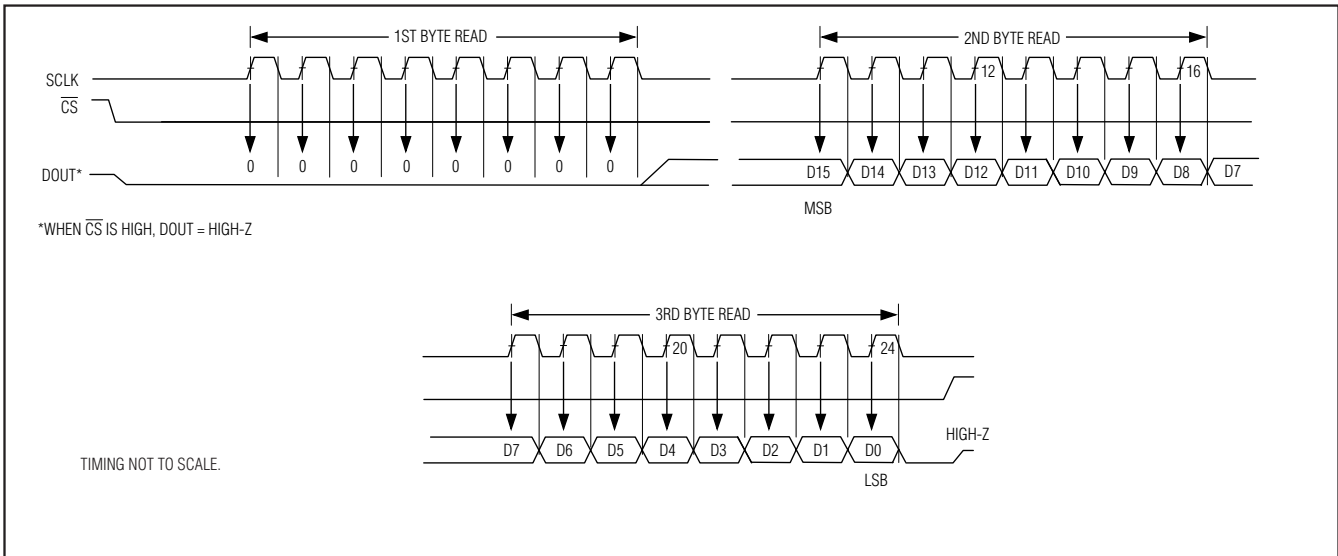 1ST BYTE READ
2ND BYTE READ
SCLK
12
16
C̅S̅
0 0 0 0 0 0 0 0
DOUT*
D15 D14 D13 D12 D11 D10 D9 D8 D7
MSB
*WHEN C̅S̅ IS HIGH, DOUT = HIGH-Z
3RD BYTE READ
20
24
HIGH-Z
D7 D6 D5 D4 D3 D2 D1 D0
TIMING NOT TO SCALE.
LSB